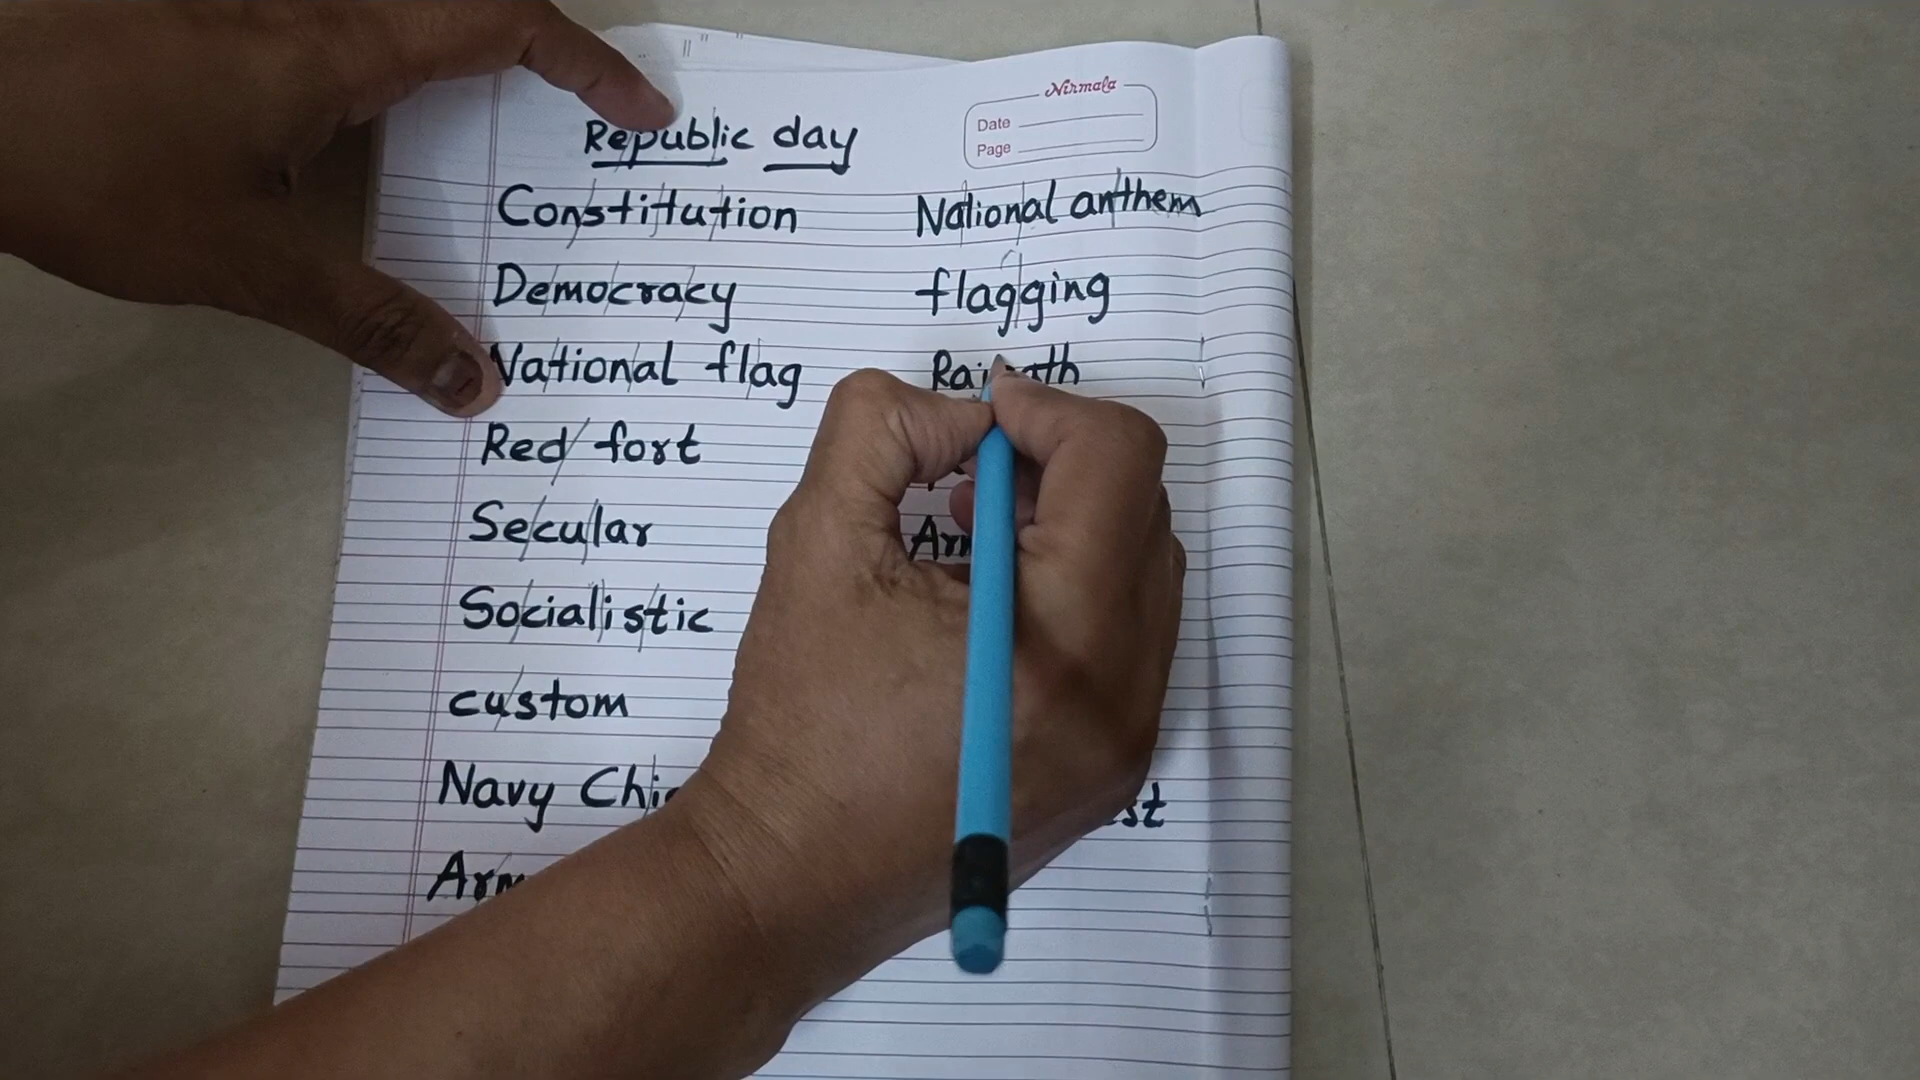 Nirmala
Republic day
Date
Page
Constitution
Democracy
National flag
Red fort
Secular
Socialistic
custom
Navy
National anthem
flagging